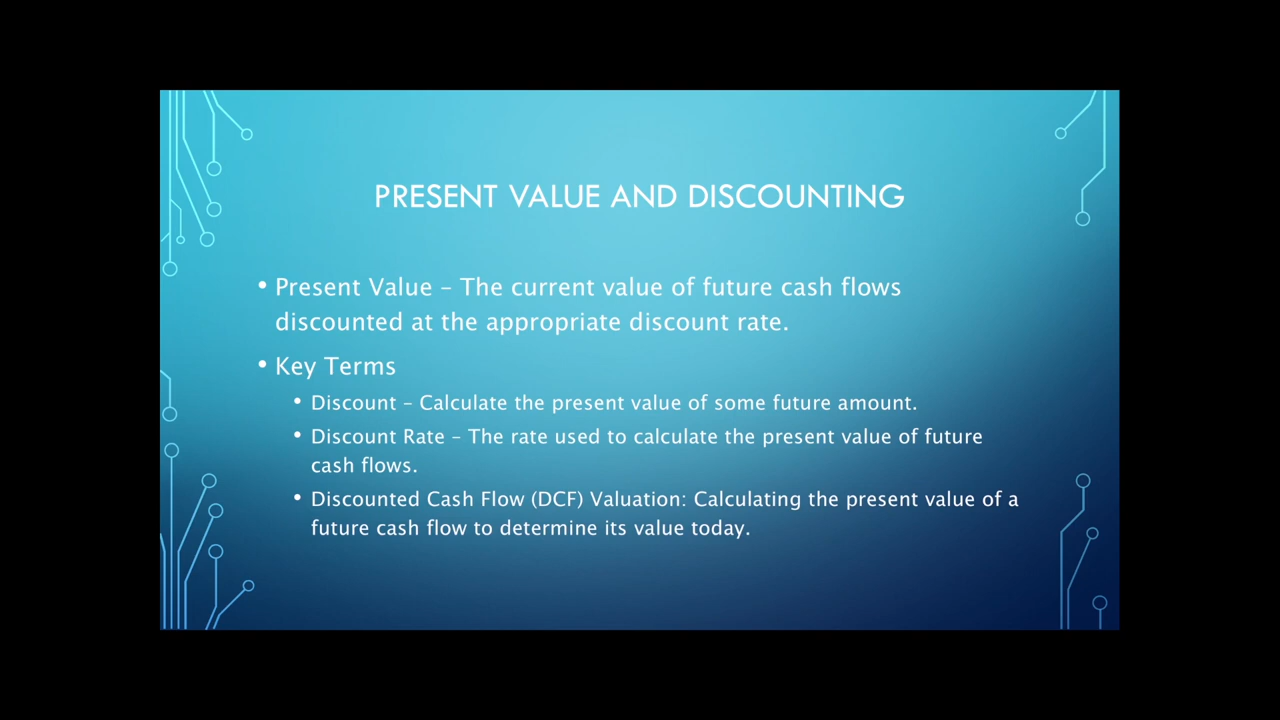 PRESENT VALUE AND DISCOUNTING
• Present Value – The current value of future cash flows
discounted at the appropriate discount rate.
• Key Terms
• Discount – Calculate the present value of some future amount.
• Discount Rate – The rate used to calculate the present value of future
cash flows.
• Discounted Cash Flow (DCF) Valuation: Calculating the present value of a
future cash flow to determine its value today.